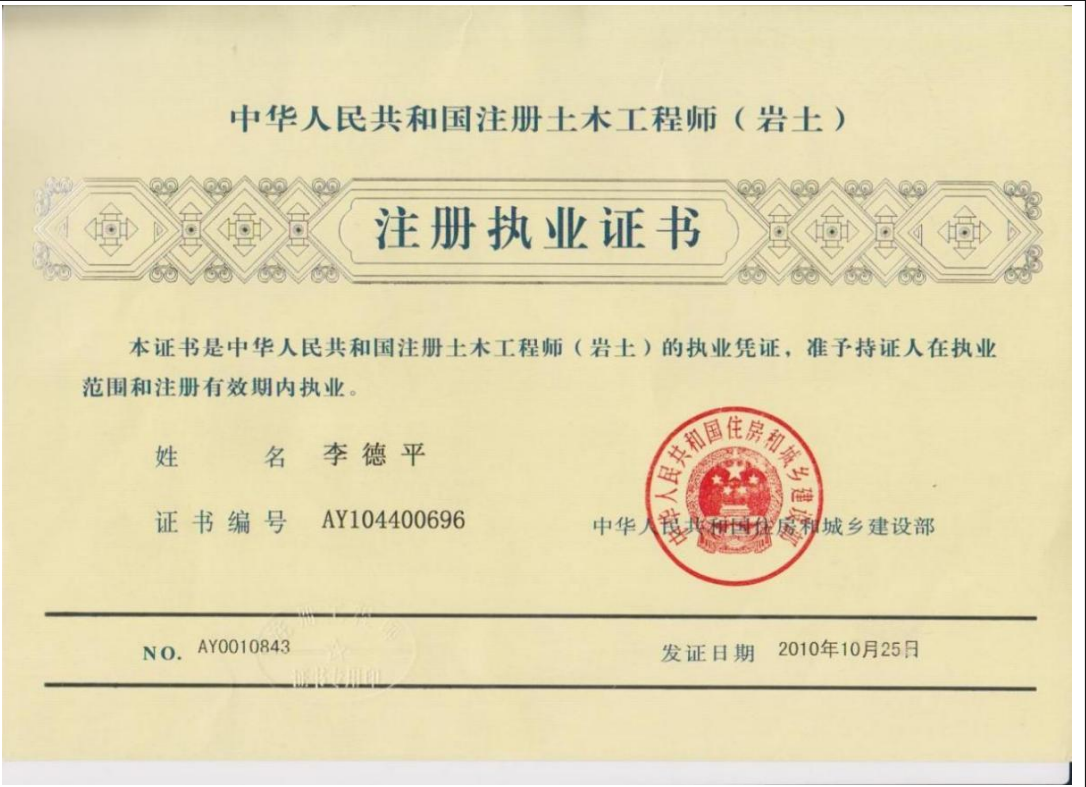 中华人民共和国注册土木工程师（岩土）
注册执业证书
本证书是中华人民共和国注册土木工程师（岩土）的执业凭证，准予持证人在执业
范围和注册有效期内执业。
姓 名 李德平
证书编号 AY104400696
中华人民共和国住房和城乡建设部
中华人民共和国住房和城乡建设部
NO. AY0010843
发证日期 2010年10月25日
证书专用印